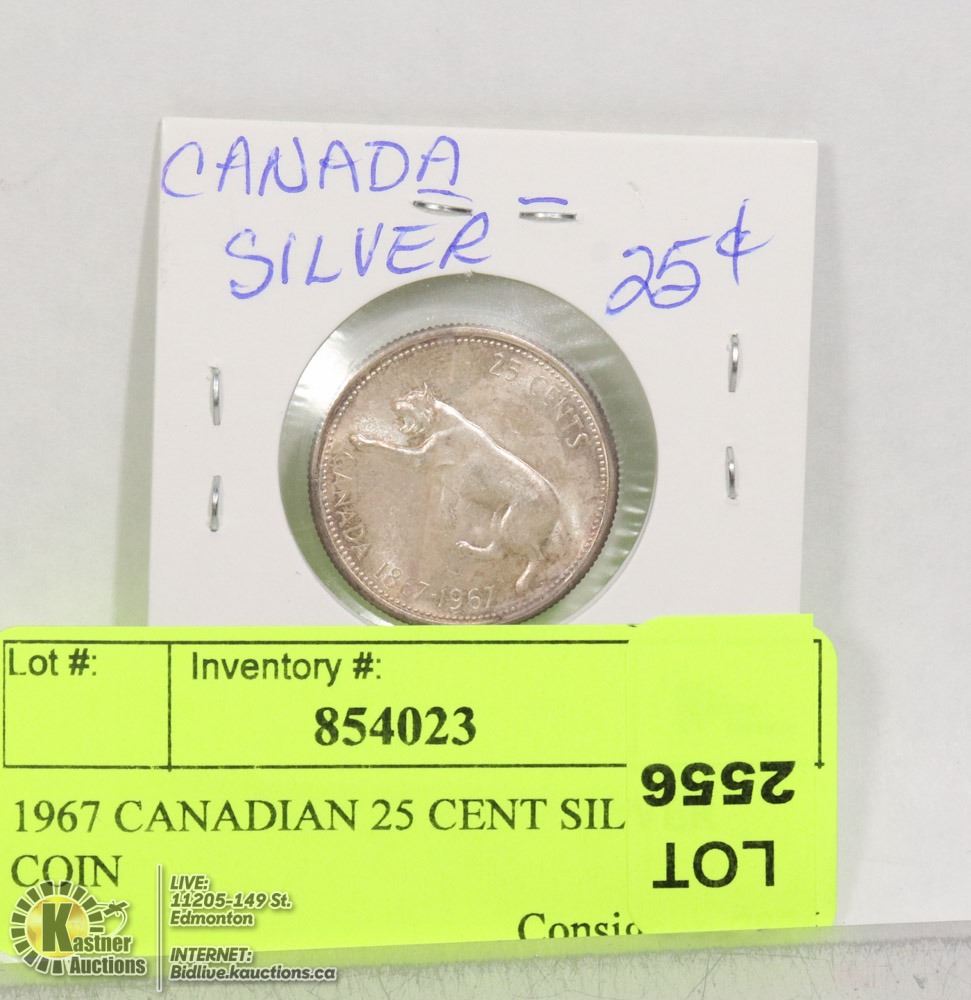 CANADA
SILVER
25¢
25 CENTS
CANADA 1867-1967
Lot #:
Inventory #:
854023
1967 CANADIAN 25 CENT SIL
COIN
LOT
2556
Kastner
Auctions
LIVE:
11205-149 St.
Edmonton
INTERNET:
Bidlive.kauctions.ca